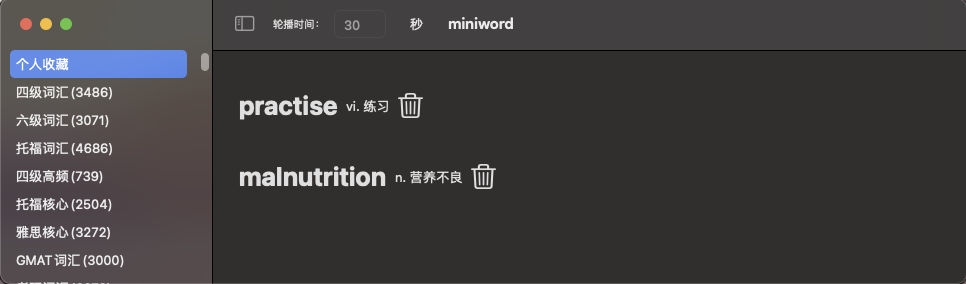 轮播时间： 30 秒 miniword
个人收藏
四级词汇 (3486)
六级词汇 (3071)
托福词汇 (4686)
四级高频 (739)
托福核心 (2504)
雅思核心 (3272)
GMAT 词汇 (3000)
practise vi. 练习
malnutrition n. 营养不良